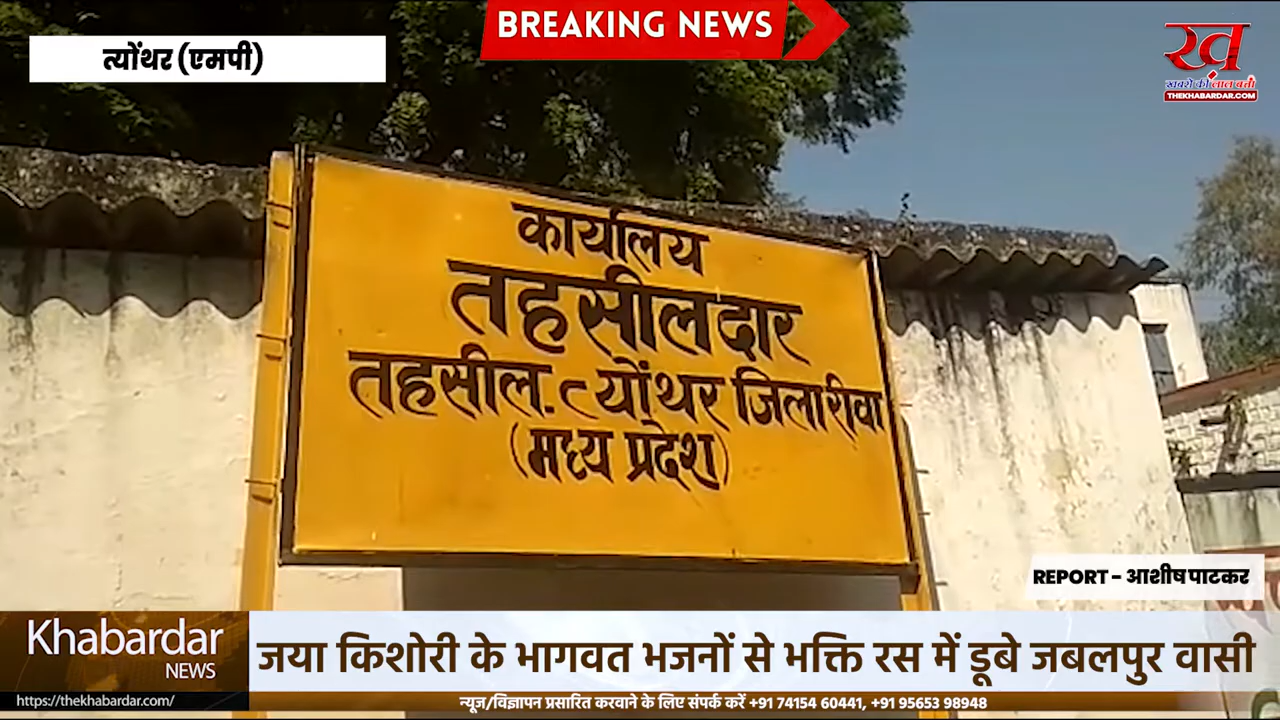 BREAKING NEWS
त्योंथर (एमपी)
ख
खबरों की लाल बत्ती
THEKHABARDAR.COM
कार्यालय
तहसीलदार
तहसील. त्योंथर जिला रीवा
(मध्य प्रदेश)
REPORT - आशीष पाटकर
Khabardar
NEWS
जया किशोरी के भागवत भजनों से भक्ति रस में डूबे जबलपुर वासी
https://thekhabardar.com/
न्यूज/विज्ञापन प्रसारित करवाने के लिए संपर्क करें +91 74154 60441, +91 95653 98948